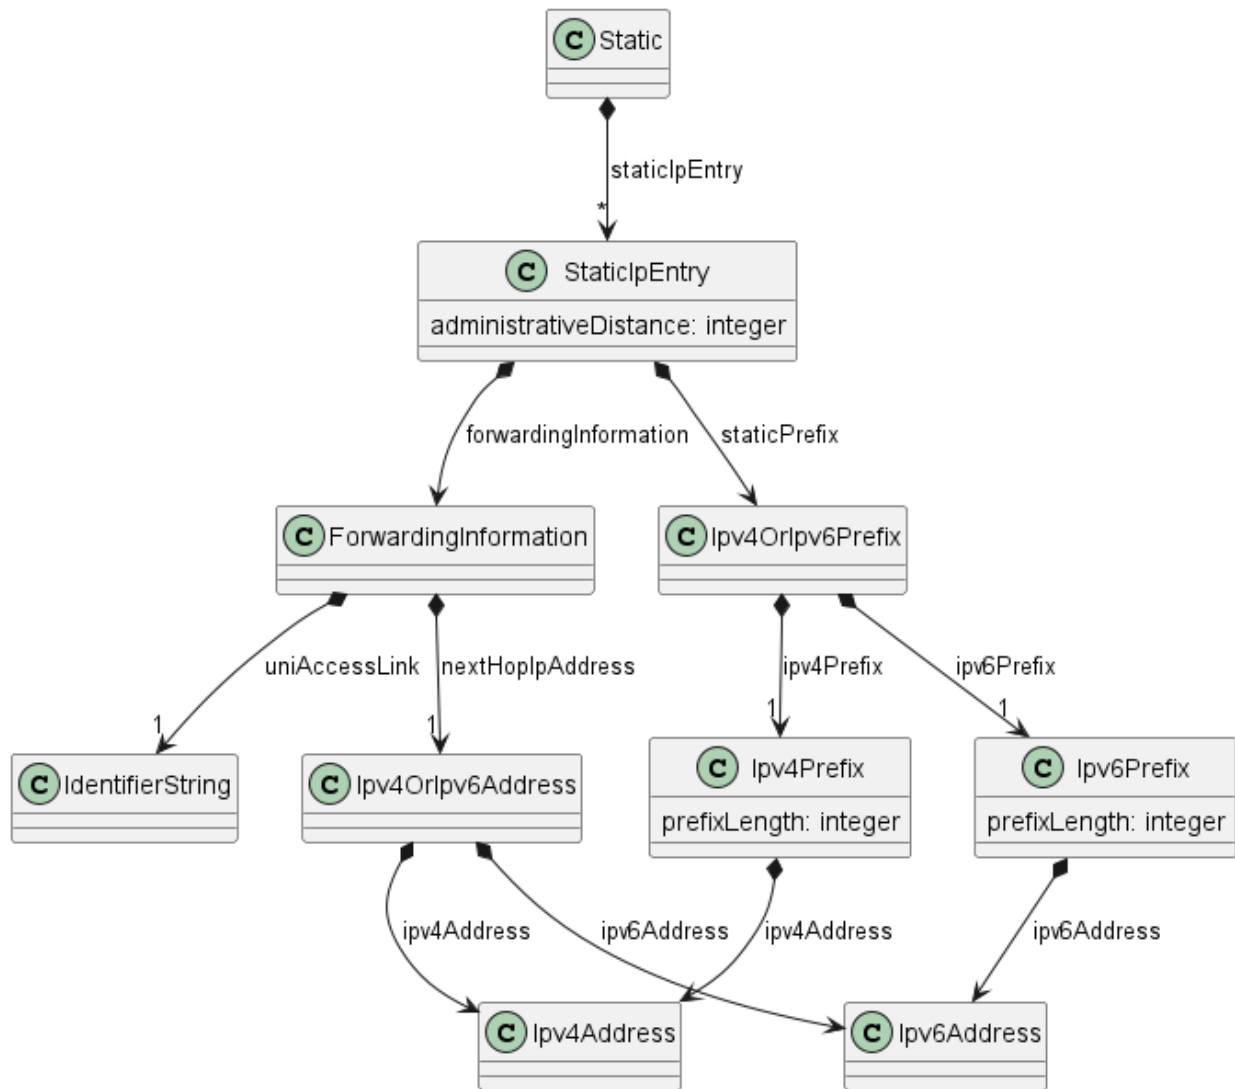 C Static
staticIpEntry
*
C StaticIpEntry
administrativeDistance: integer
forwardingInformation
staticPrefix
C ForwardingInformation
C Ipv4OrIpv6Prefix
uniAccessLink
nextHopIpAddress
ipv4Prefix
ipv6Prefix
1
1
1
1
C IdentifierString
C Ipv4OrIpv6Address
C Ipv4Prefix
prefixLength: integer
C Ipv6Prefix
prefixLength: integer
ipv4Address
ipv6Address
ipv4Address
ipv6Address
C Ipv4Address
C Ipv6Address